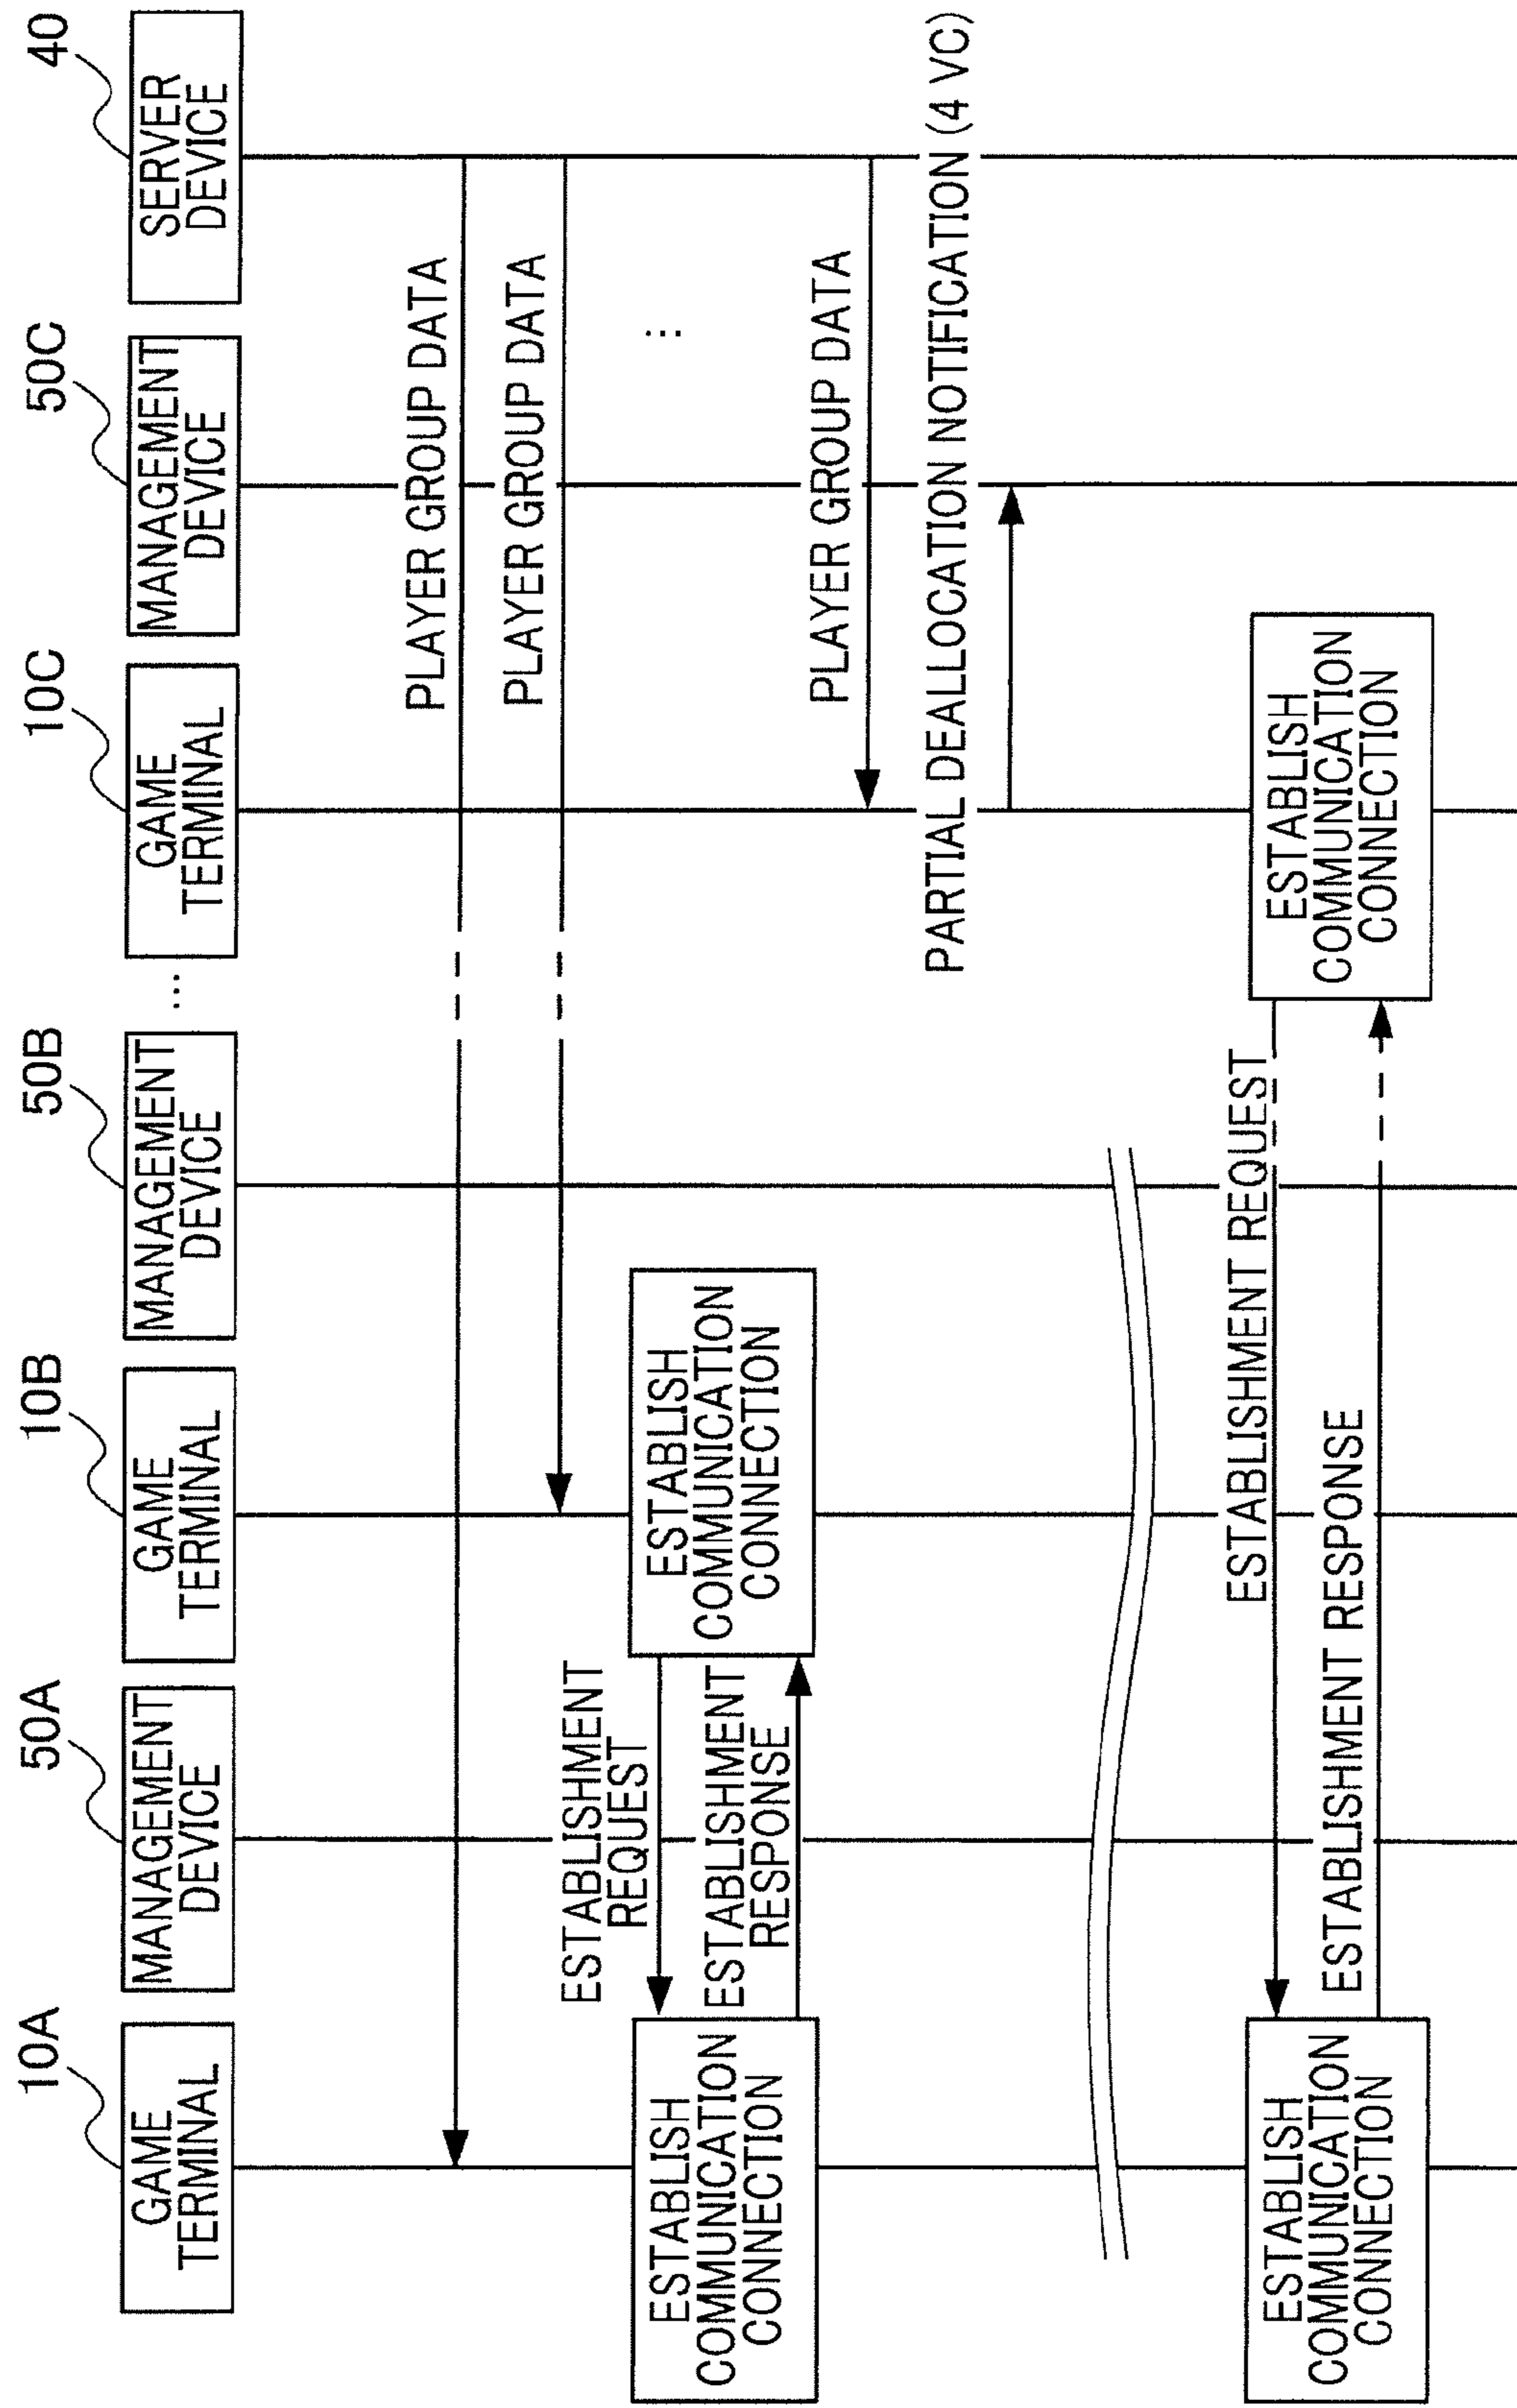 10A
50A
10B
50B
10C
50C
40
GAME
TERMINAL
MANAGEMENT
DEVICE
GAME
TERMINAL
MANAGEMENT
DEVICE
...
GAME
TERMINAL
MANAGEMENT
DEVICE
SERVER
DEVICE
PLAYER GROUP DATA
PLAYER GROUP DATA
ESTABLISHMENT
REQUEST
ESTABLISH
COMMUNICATION
CONNECTION
ESTABLISH
COMMUNICATION
CONNECTION
...
ESTABLISHMENT
RESPONSE
PLAYER GROUP DATA
PARTIAL DEALLOCATION NOTIFICATION (4 VC)
ESTABLISHMENT REQUEST
ESTABLISH
COMMUNICATION
CONNECTION
ESTABLISH
COMMUNICATION
CONNECTION
ESTABLISHMENT RESPONSE